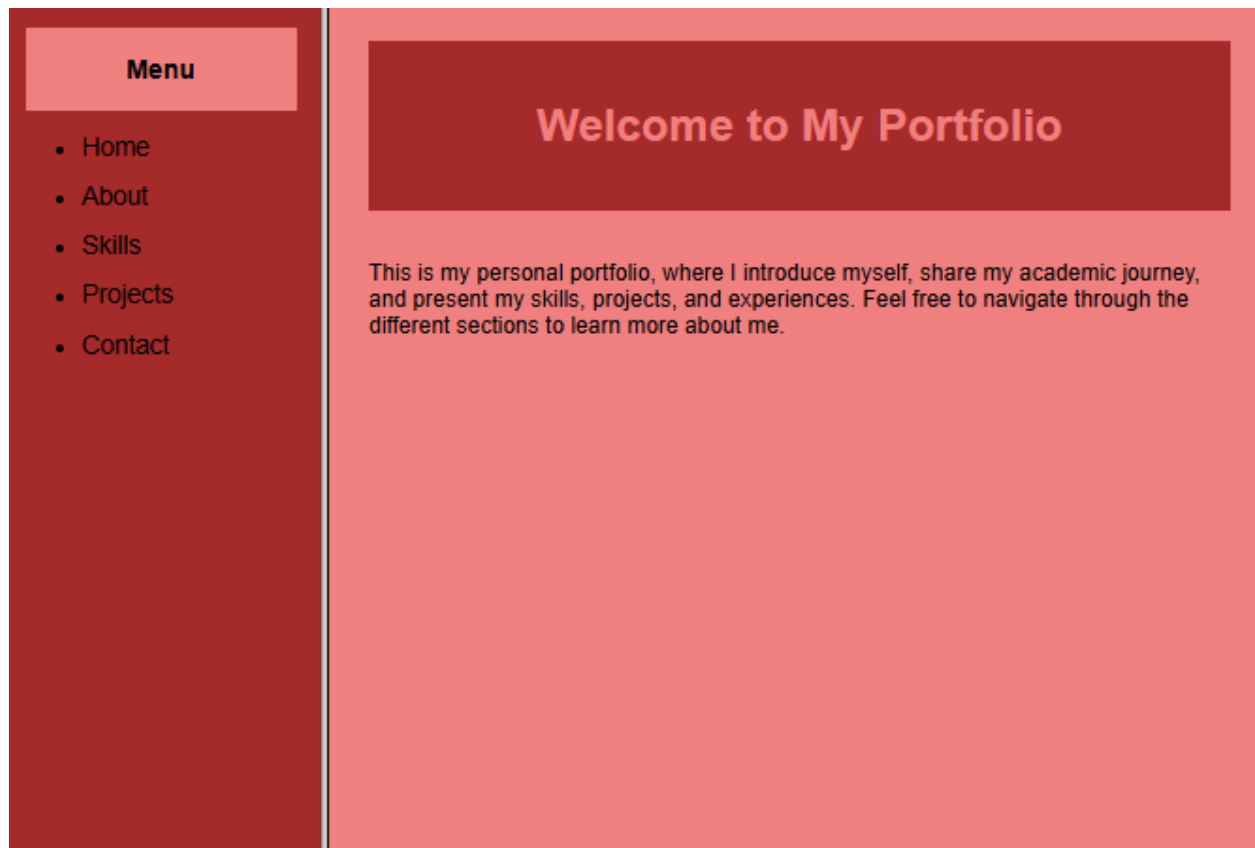 Menu
Home
About
Skills
Projects
Contact
Welcome to My Portfolio
This is my personal portfolio, where I introduce myself, share my academic journey,
and present my skills, projects, and experiences. Feel free to navigate through the
different sections to learn more about me.